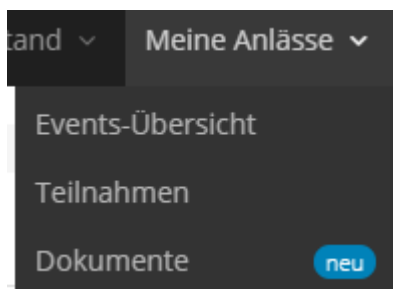 tand Meine Anlässe
Events-Übersicht
Teilnahmen
Dokumente neu